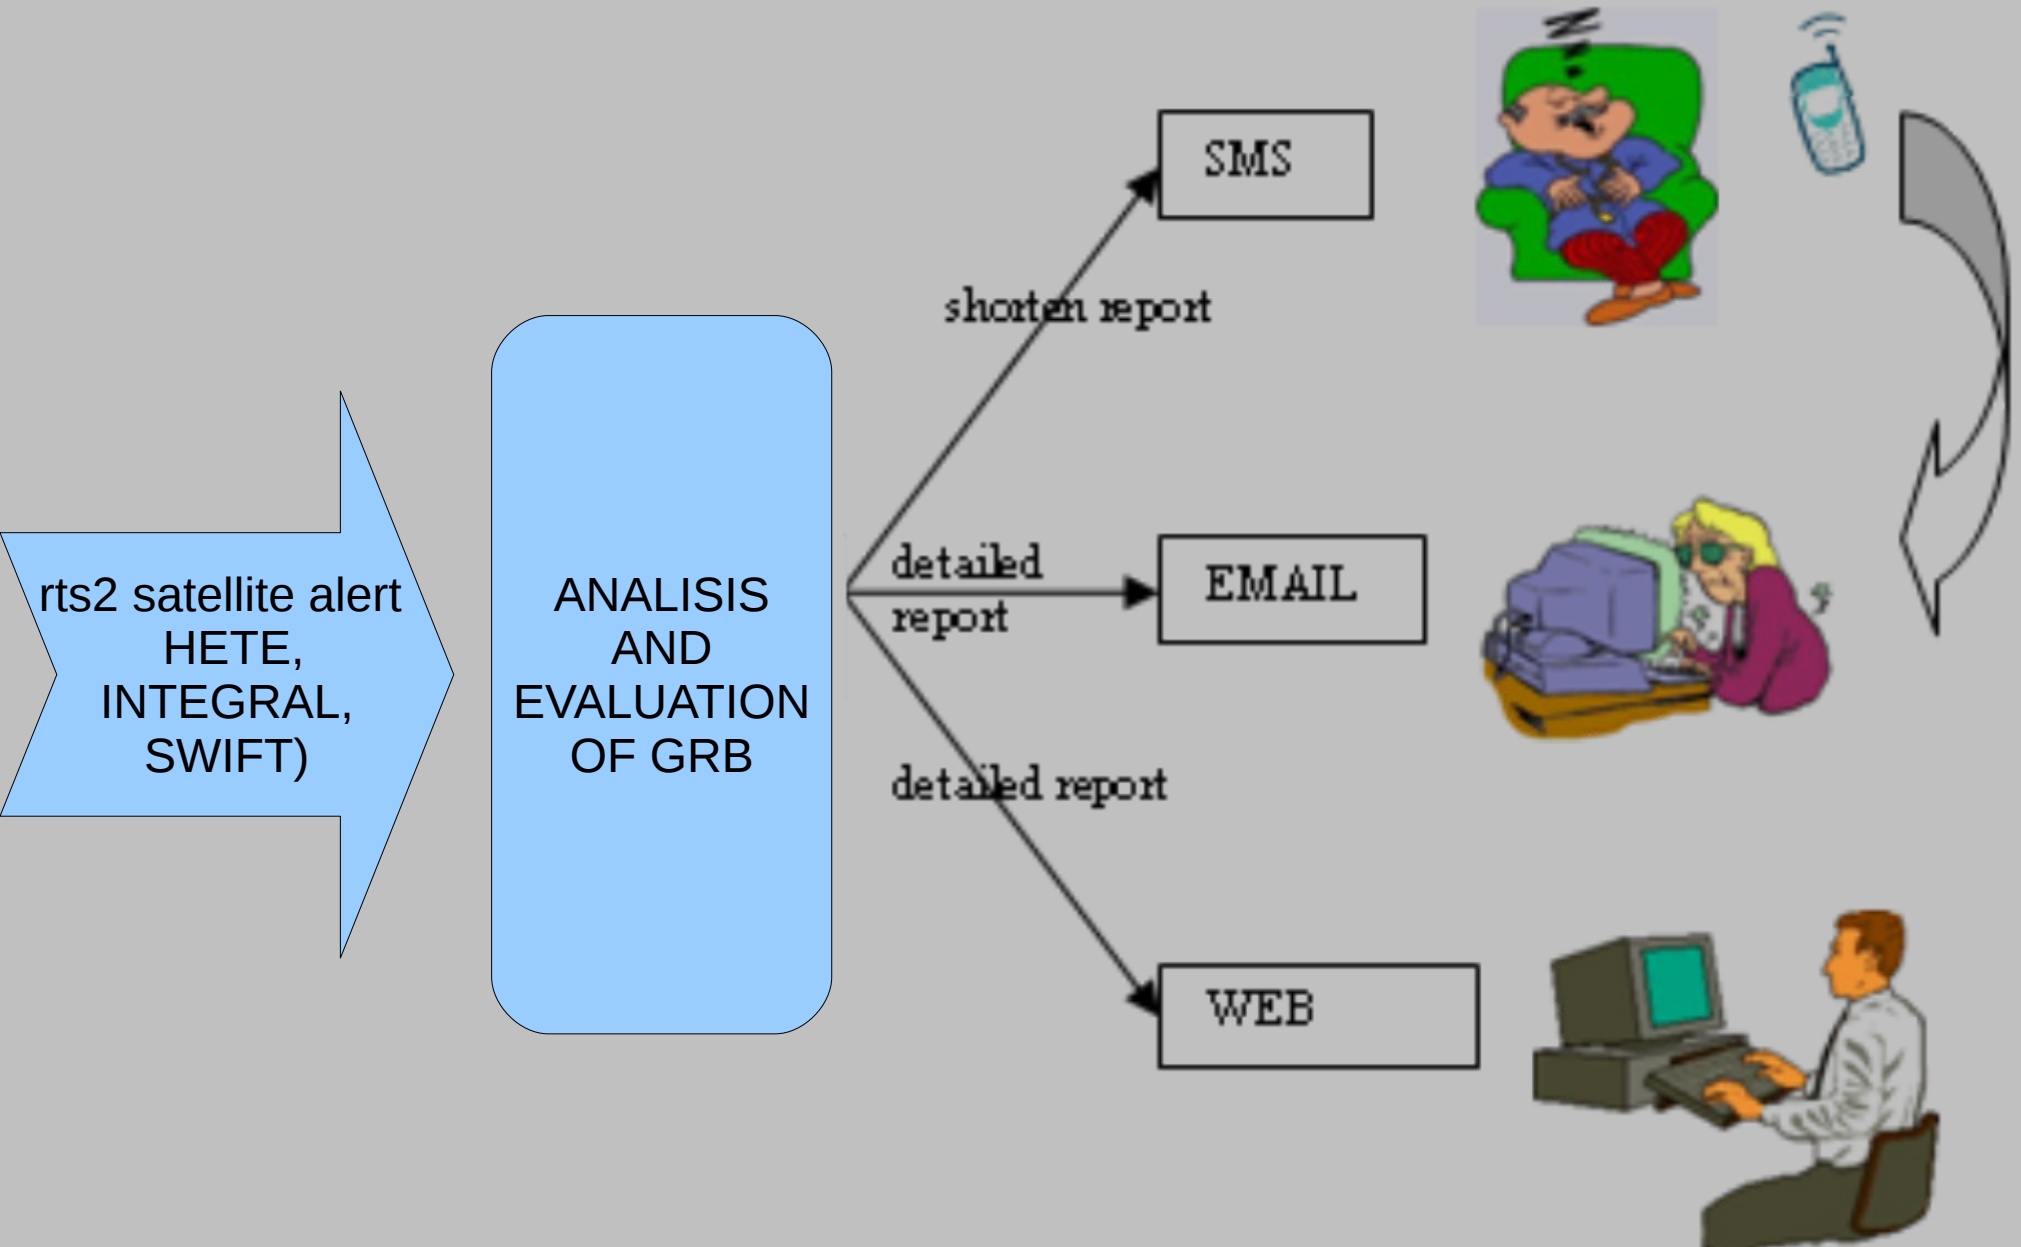 rts2 satellite alert
HETE,
INTEGRAL,
SWIFT)
ANALISIS
AND
EVALUATION
OF GRB
shorten report
detailed
report
detailed report
SMS
EMAIL
WEB